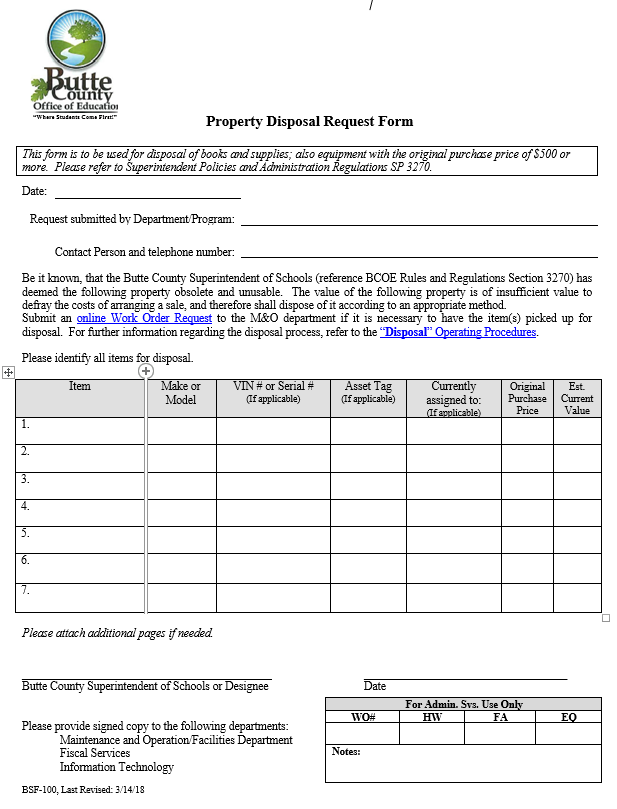 /
Butte
County
Office of Education
"Where Students Come First!"
Property Disposal Request Form
This form is to be used for disposal of books and supplies; also equipment with the original purchase price of $500 or
more. Please refer to Superintendent Policies and Administration Regulations SP 3270.
Date:
Request submitted by Department/Program:
Contact Person and telephone number:
Be it known, that the Butte County Superintendent of Schools (reference BCOE Rules and Regulations Section 3270) has
deemed the following property obsolete and unusable. The value of the following property is of insufficient value to
defray the costs of arranging a sale, and therefore shall dispose of it according to an appropriate method.
Submit an online Work Order Request to the M&O department if it is necessary to have the item(s) picked up for
disposal. For further information regarding the disposal process, refer to the “Disposal” Operating Procedures.
Please identify all items for disposal.
Item Make or Model VIN # or Serial # (If applicable) Asset Tag (If applicable) Currently assigned to: (If applicable) Original Purchase Price Est. Current Value
1.
2.
3.
4.
5.
6.
7.
Please attach additional pages if needed.
Butte County Superintendent of Schools or Designee Date
For Admin. Svs. Use Only
WO# HW FA EQ
Notes:
Please provide signed copy to the following departments:
Maintenance and Operation/Facilities Department
Fiscal Services
Information Technology
BSF-100, Last Revised: 3/14/18